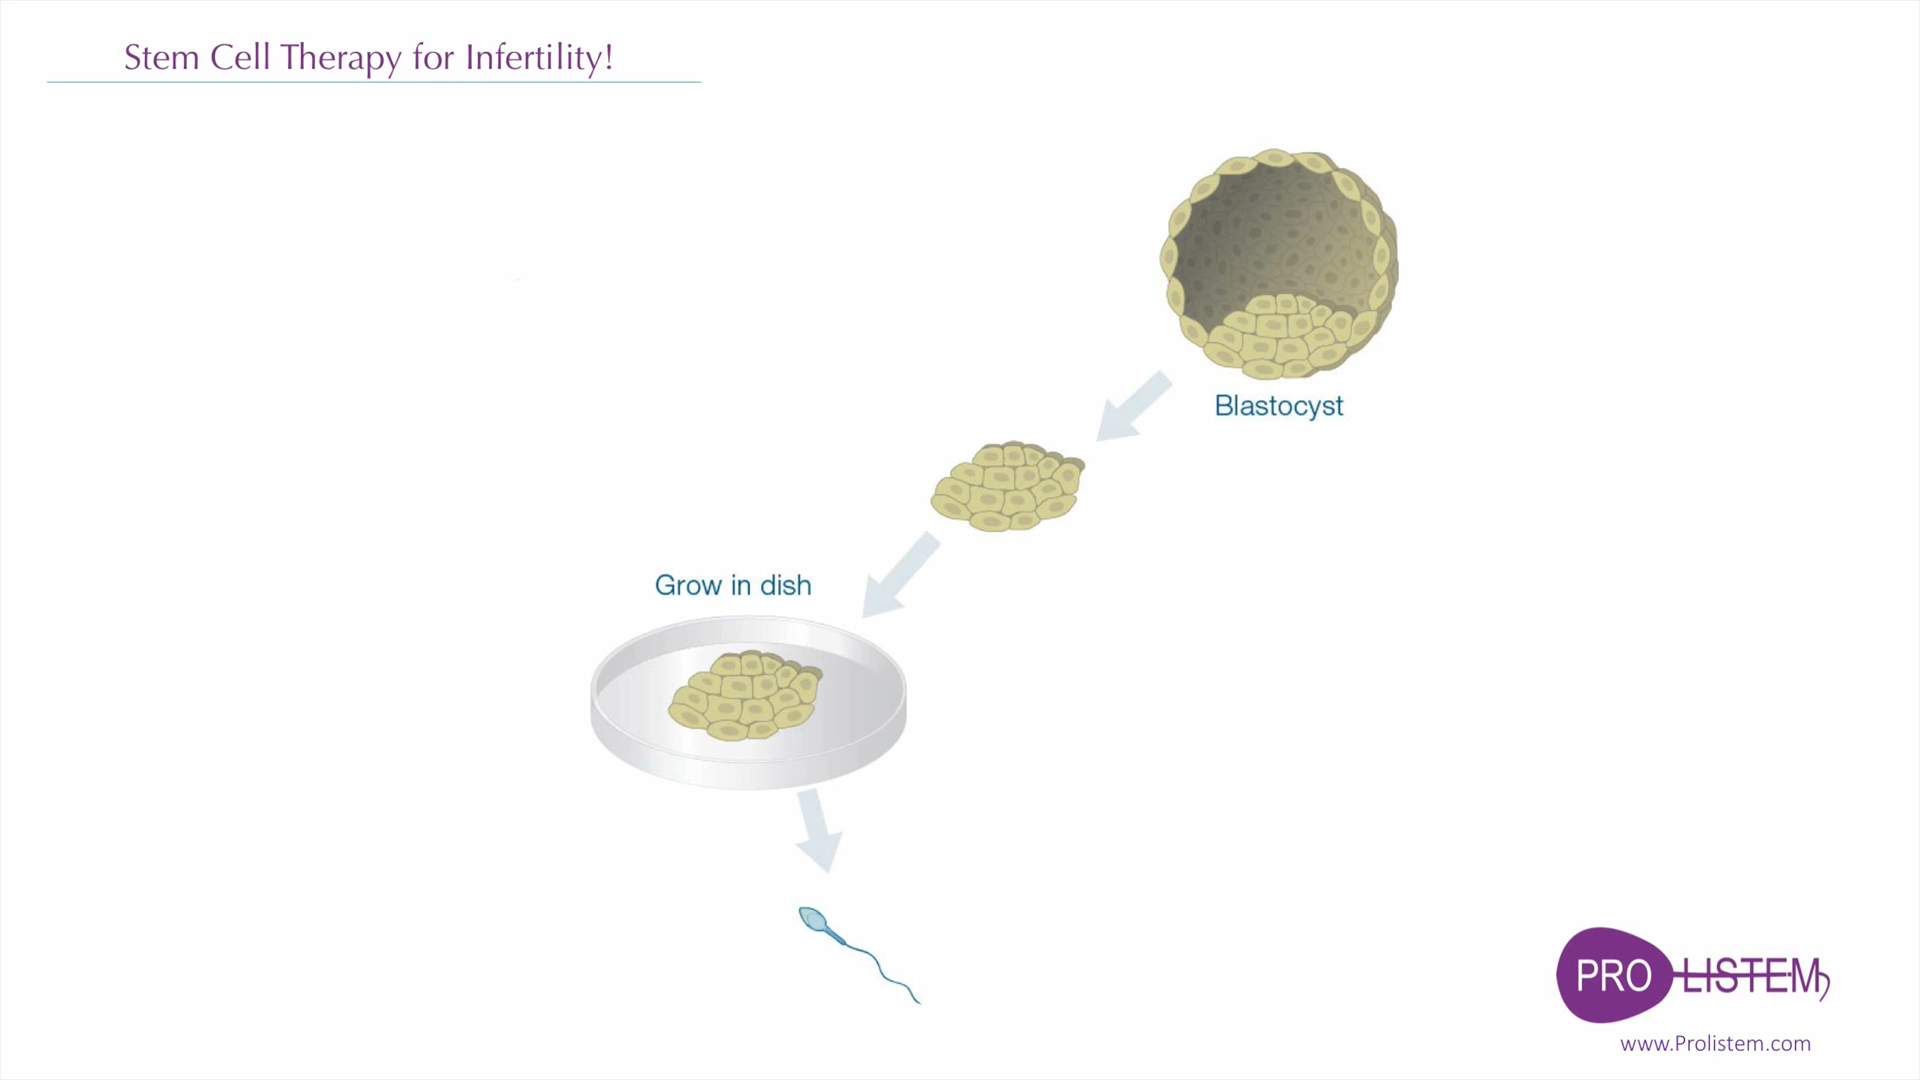 Stem Cell Therapy for Infertility!
Blastocyst
Grow in dish
PRO LISTEM
www.Prolistem.com